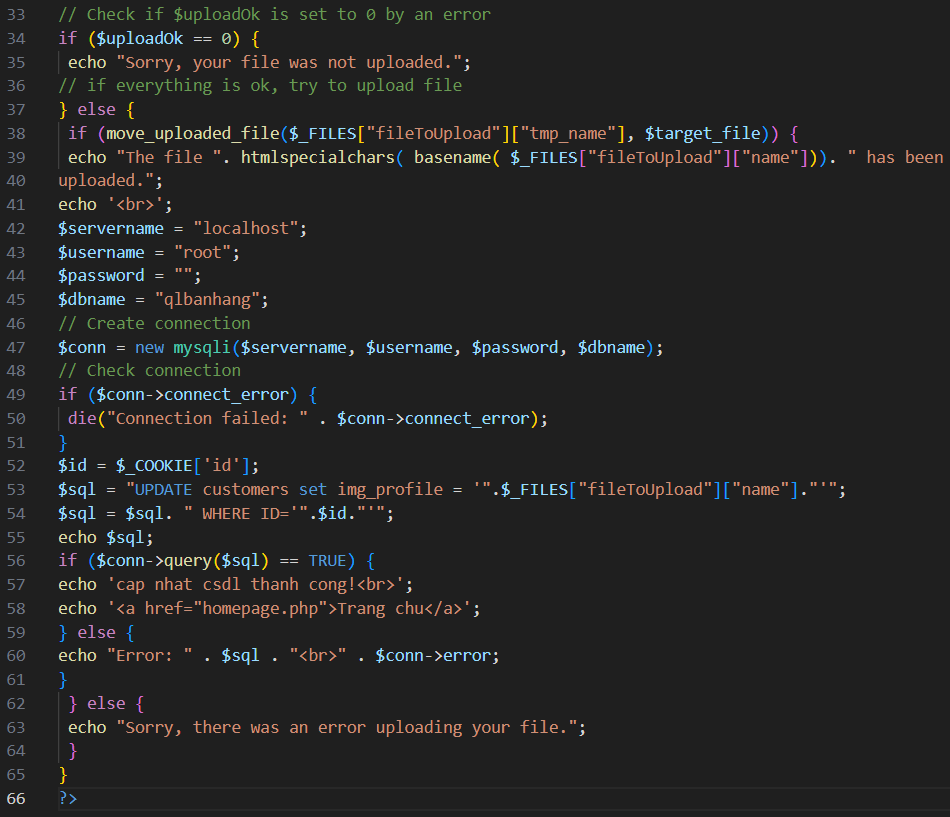 33 // Check if $uploadOk is set to 0 by an error
34 if ($uploadOk == 0) {
35 echo "Sorry, your file was not uploaded.";
36 // if everything is ok, try to upload file
37 } else {
38 if (move_uploaded_file($_FILES["fileToUpload"]["tmp_name"], $target_file)) {
39 echo "The file ". htmlspecialchars( basename( $_FILES["fileToUpload"]["name"])). " has been
40 uploaded.";
41 echo '<br>';
42 $servername = "localhost";
43 $username = "root";
44 $password = "";
45 $dbname = "qlbanhang";
46 // Create connection
47 $conn = new mysqli($servername, $username, $password, $dbname);
48 // Check connection
49 if ($conn->connect_error) {
50 die("Connection failed: " . $conn->connect_error);
51 }
52 $id = $_COOKIE['id'];
53 $sql = "UPDATE customers set img_profile = '".$_FILES["fileToUpload"]["name"]."'";
54 $sql = $sql. " WHERE ID='".$id."'";
55 echo $sql;
56 if ($conn->query($sql) == TRUE) {
57 echo 'cap nhat csdl thanh cong!<br>';
58 echo '<a href="homepage.php">Trang chu</a>';
59 } else {
60 echo "Error: " . $sql . "<br>" . $conn->error;
61 }
62 } else {
63 echo "Sorry, there was an error uploading your file.";
64 }
65 }
66 ?>